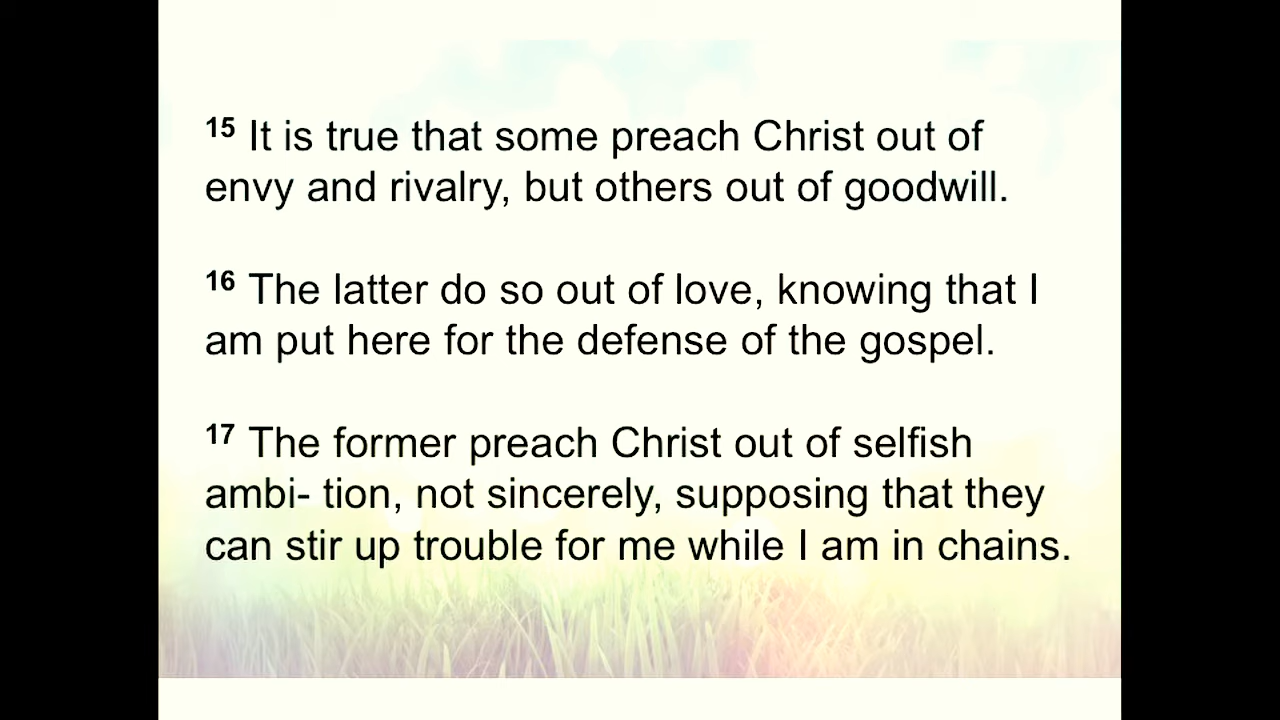 15 It is true that some preach Christ out of
envy and rivalry, but others out of goodwill.
16 The latter do so out of love, knowing that I
am put here for the defense of the gospel.
17 The former preach Christ out of selfish
ambi- tion, not sincerely, supposing that they
can stir up trouble for me while I am in chains.